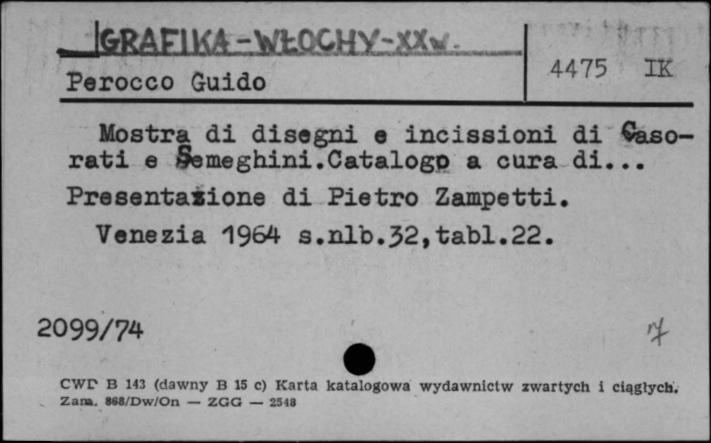 GRAFIKA-WŁOCHY-XXw.
4475 IK
Perocco Guido
Mostra di disegni e incissioni di Caso-
rati e Semeghini.Catalogo a cura di...
Presentazione di Pietro Zampetti.
Venezia 1964 s.nlb.32,tabl.22.
2099/74
CWD B 143 (dawny B 15 c) Karta katalogowa wydawnictw zwartych i ciągłych.
Zam. 868/Dw/On — ZGG — 2548